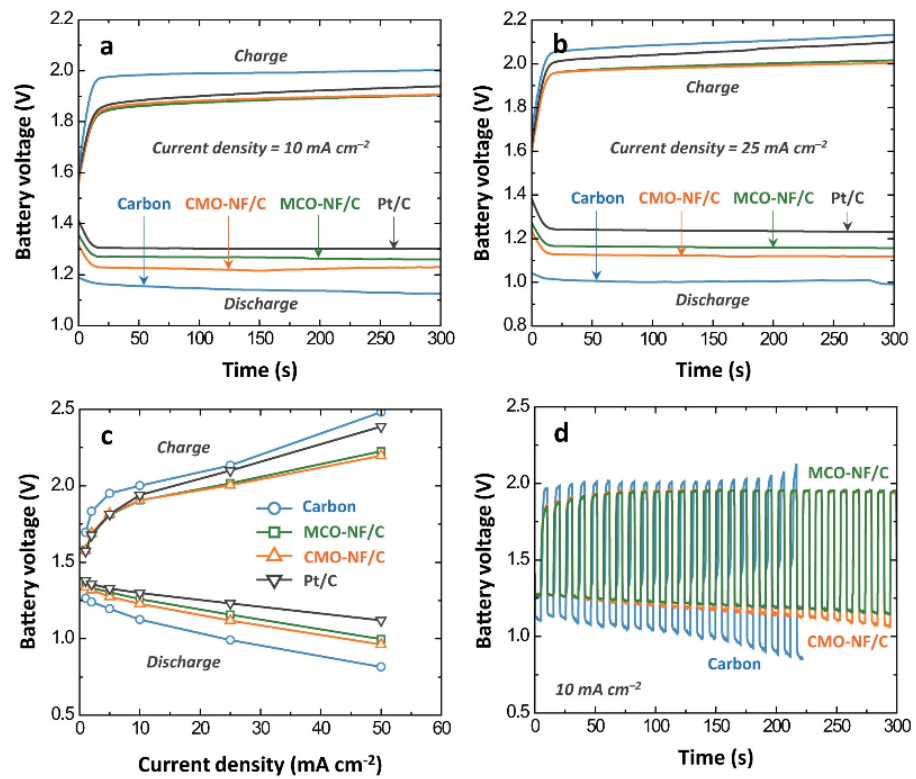 a
Charge
Current density = 10 mA cm⁻²
Carbon CMO-NF/C MCO-NF/C Pt/C
Discharge
Battery voltage (V)
2.2
2.0
1.8
1.6
1.4
1.2
1.0
0 50 100 150 200 250 300
Time (s)
b
Charge
Current density = 25 mA cm⁻²
Carbon CMO-NF/C MCO-NF/C Pt/C
Discharge
Battery voltage (V)
2.2
2.0
1.8
1.6
1.4
1.2
1.0
0.8
0 50 100 150 200 250 300
Time (s)
c
Charge
Carbon
MCO-NF/C
CMO-NF/C
Pt/C
Discharge
Battery voltage (V)
2.5
2.0
1.5
1.0
0.5
0 10 20 30 40 50 60
Current density (mA cm⁻²)
d
MCO-NF/C
CMO-NF/C
Carbon
10 mA cm⁻²
Battery voltage (V)
2.5
2.0
1.5
1.0
0.5
0 50 100 150 200 250 300
Time (s)